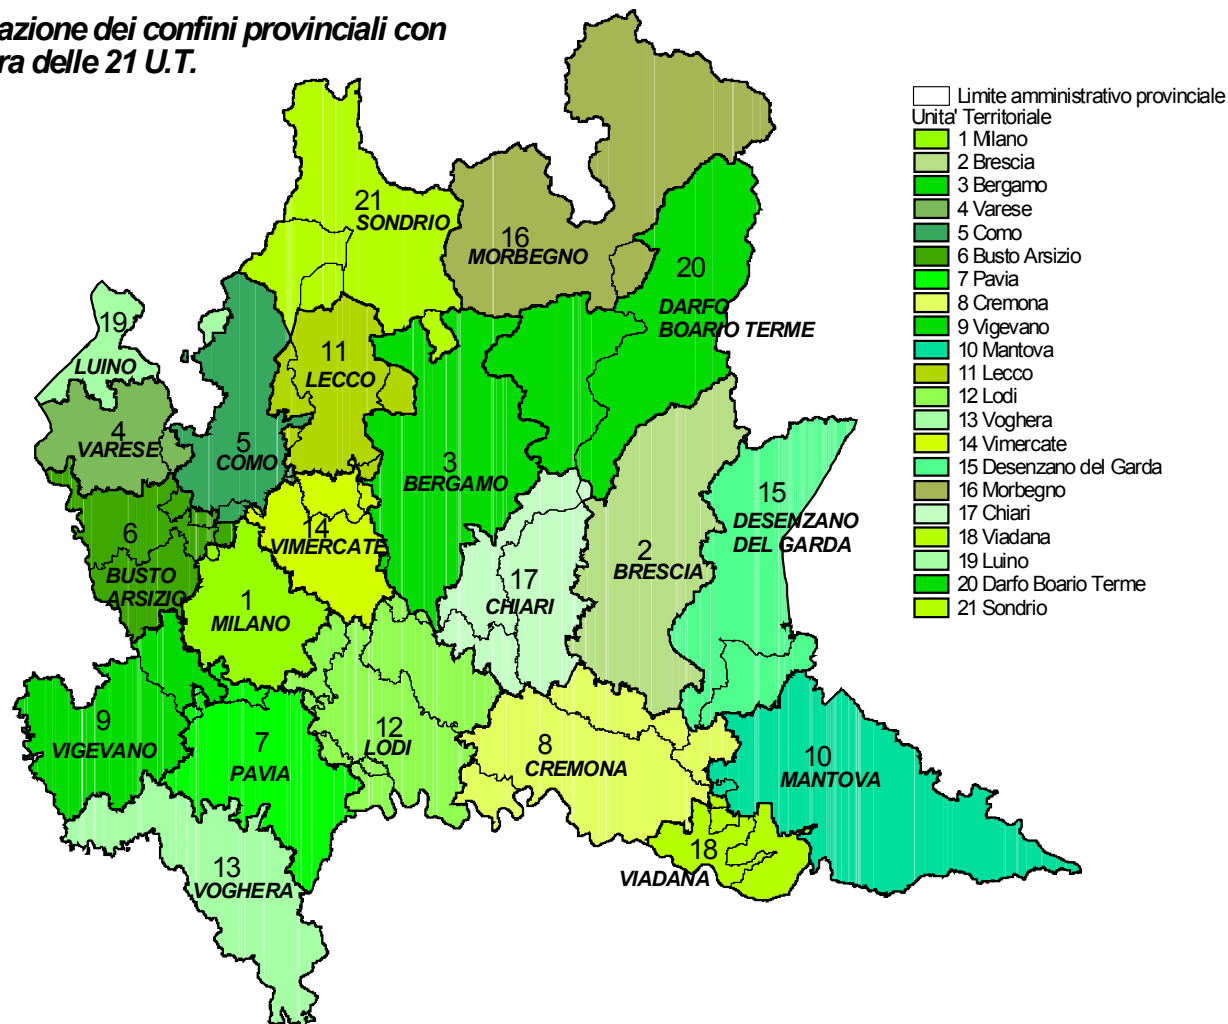 azione dei confini provinciali con
ra delle 21 U.T.
Limite amministrativo provinciale
Unita' Territoriale
1 Milano
2 Brescia
3 Bergamo
4 Varese
5 Como
6 Busto Arsizio
7 Pavia
8 Cremona
9 Vigevano
10 Mantova
11 Lecco
12 Lodi
13 Voghera
14 Vimercate
15 Desenzano del Garda
16 Morbegno
17 Chiari
18 Viadana
19 Luino
20 Darfo Boario Terme
21 Sondrio
21
SONDRIO
16
MORBEGNO
20
DARFO
BOARIO TERME
19
LUINO
11
LECCO
4
VARESE
5
COMO
3
BERGAMO
15
DESENZANO
DEL GARDA
6
BUSTO
ARSIZIO
14
VIMERCATE
2
BRESCIA
17
CHIARI
1
MILANO
9
VIGEVANO
7
PAVIA
12
LODI
8
CREMONA
10
MANTOVA
18
VIADANA
13
VOGHERA